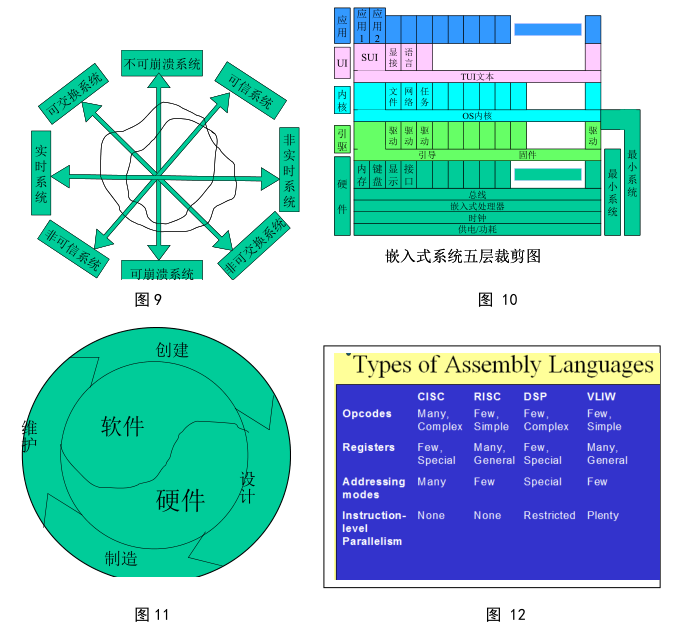 不可崩溃系统
可交换系统
可信系统
实时系统
非实时系统
非可信系统
非可交换系统
可崩溃系统
图9
应用
应用1
应用2
UI
SUI
显接
语言
TUI文本
内核
文件
网络
任务
OS内核
引驱
驱动
驱动
驱动
驱动
引导
固件
硬件
内存
键盘
显示
接口
总线
嵌入式处理器
时钟
供电/功耗
最小系统
最小系统
嵌入式系统五层裁剪图
图 10
创建
维护
软件
硬件
设计
制造
图11
Types of Assembly Languages
CISC RISC DSP VLIW
Opcodes Many, Complex Few, Simple Few, Complex Few, Simple
Registers Few, Special Many, General Few, Special Many, General
Addressing modes Many Few Special Few
Instruction-level Parallelism None None Restricted Plenty
图 12